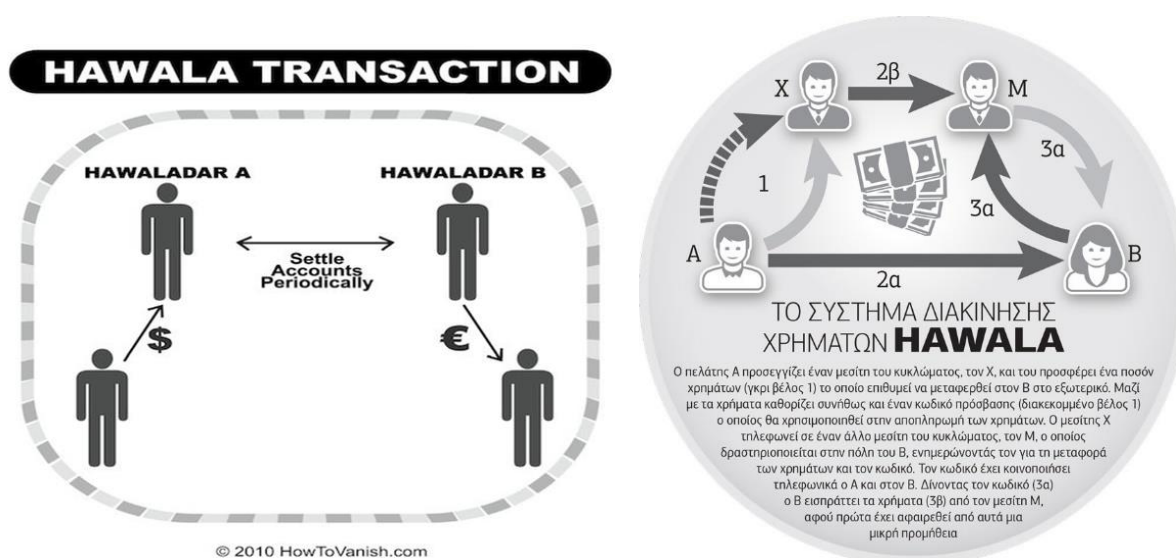 HAWALA TRANSACTION
HAWALADAR A
HAWALADAR B
Settle
Accounts
Periodically
$
€
© 2010 HowToVanish.com
X
2β
M
1
3α
3α
A
B
2α
ΤΟ ΣΥΣΤΗΜΑ ΔΙΑΚΙΝΗΣΗΣ
ΧΡΗΜΑΤΩΝ HAWALA
Ο πελάτης Α προσεγγίζει έναν μεσίτη του κυκλώματος, τον Χ, και του προσφέρει ένα ποσόν
χρημάτων (γκρι βέλος 1) το οποίο επιθυμεί να μεταφερθεί στον Β στο εξωτερικό. Μαζί
με τα χρήματα καθορίζει συνήθως και έναν κωδικό πρόσβασης (διακεκομμένο βέλος 1)
ο οποίος θα χρησιμοποιηθεί στην αποπληρωμή των χρημάτων. Ο μεσίτης Χ
τηλεφωνεί σε έναν άλλο μεσίτη του κυκλώματος, τον Μ, ο οποίος
δραστηριοποιείται στην πόλη του Β, ενημερώνοντάς τον για τη μεταφορά
των χρημάτων και τον κωδικό. Τον κωδικό έχει κοινοποιήσει
τηλεφωνικά ο Α και στον Β. Δίνοντας τον κωδικό (3α)
ο Β εισπράττει τα χρήματα (3β) από τον μεσίτη Μ,
αφού πρώτα έχει αφαιρεθεί από αυτά μια
μικρή προμήθεια